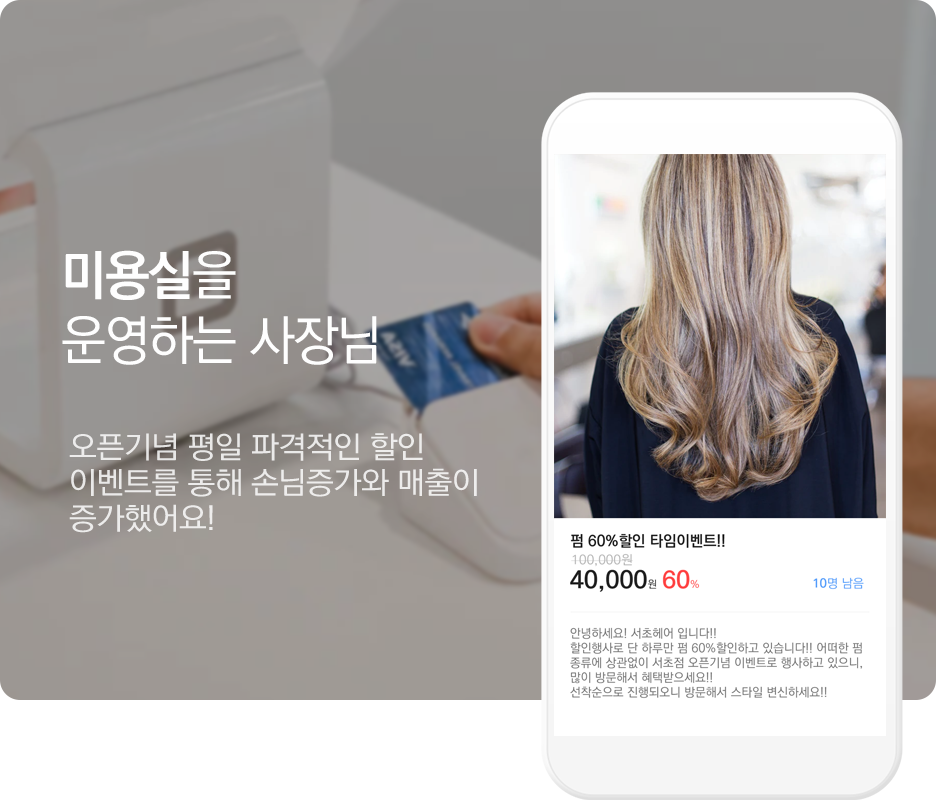 미용실을
운영하는 사장님
오픈기념 평일 파격적인 할인
이벤트를 통해 손님증가와 매출이
증가했어요!
펌 60%할인 타임이벤트!!
100,000원
40,000원 60%
10명 남음
안녕하세요! 서초헤어 입니다!!
할인행사로 단 하루만 펌 60%할인하고 있습니다!! 어떠한 펌
종류에 상관없이 서초점 오픈기념 이벤트로 행사하고 있으니,
많이 방문해서 혜택받으세요!!
선착순으로 진행되오니 방문해서 스타일 변신하세요!!